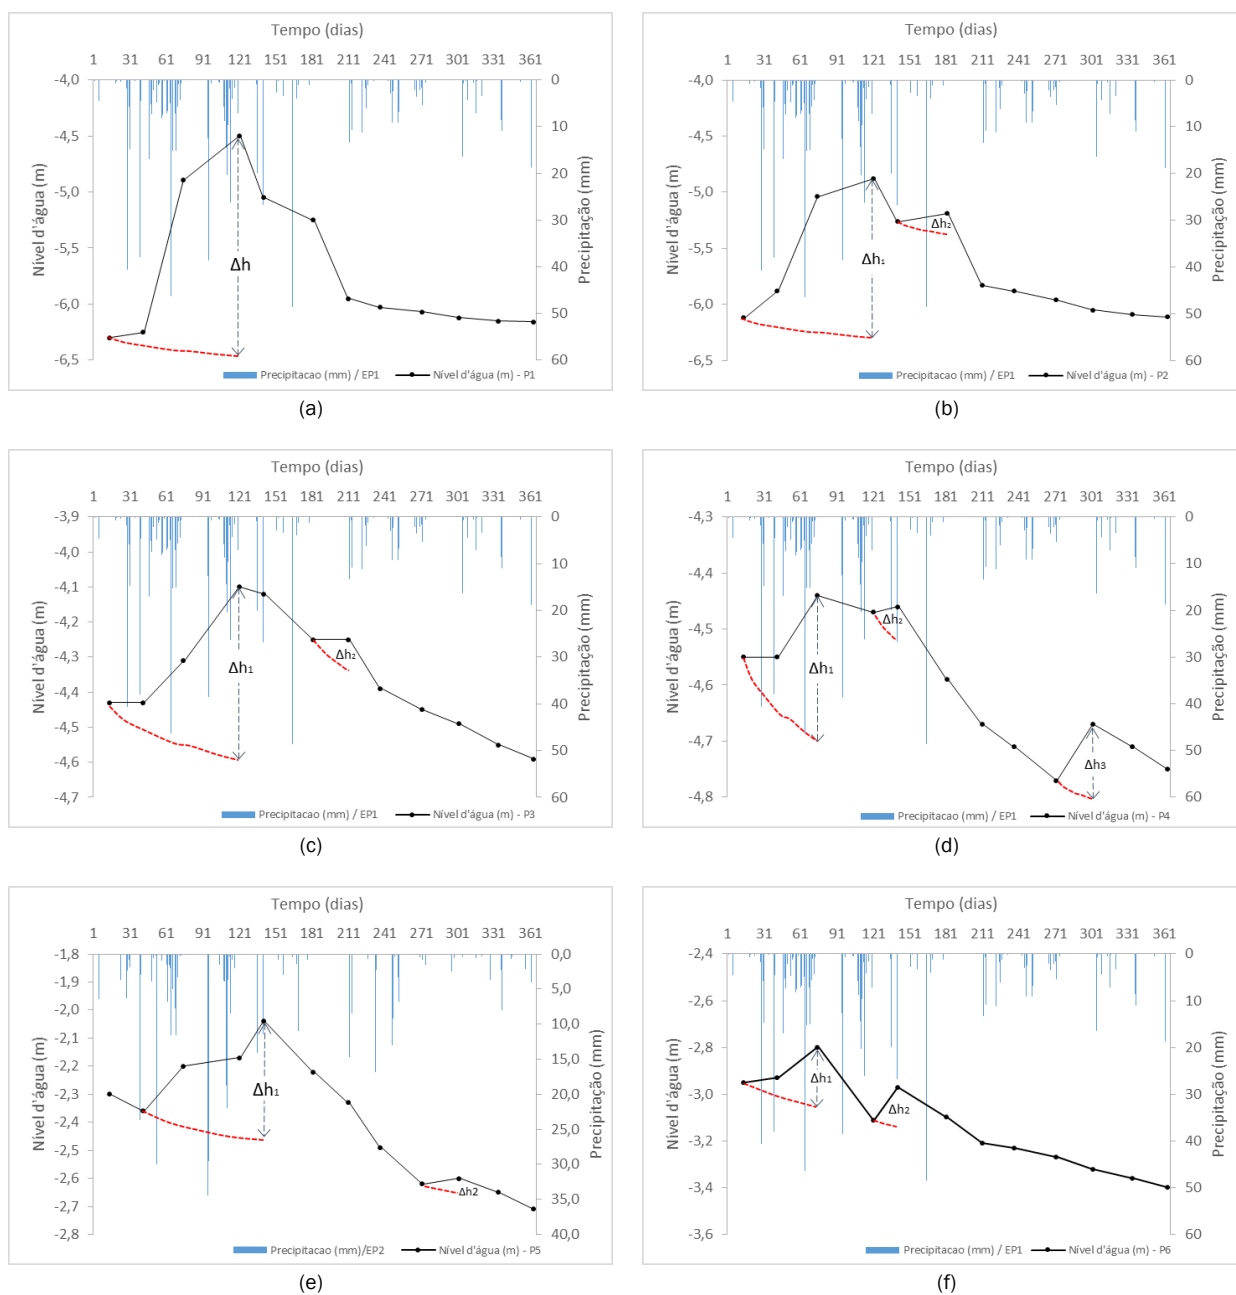 Tempo (dias)
1 31 61 91 121 151 181 211 241 271 301 331 361
-4,0 0
-4,5 10
-5,0 20
-5,5 30
-6,0 40
-6,5 50
60
Nível d'água (m)
Precipitação (mm)
Δh
Precipitacao (mm) / EP1 Nível d'água (m) - P1
(a)
Tempo (dias)
1 31 61 91 121 151 181 211 241 271 301 331 361
-4,0 0
-4,5 10
-5,0 20
-5,5 30
-6,0 40
-6,5 50
60
Nível d'água (m)
Precipitação (mm)
Δh₁
Δh₂
Precipitacao (mm) / EP1 Nível d'água (m) - P2
(b)
Tempo (dias)
1 31 61 91 121 151 181 211 241 271 301 331 361
-3,9 0
-4,0 10
-4,1 20
-4,2 30
-4,3 40
-4,4 50
-4,5 60
-4,6
-4,7
Nível d'água (m)
Precipitação (mm)
Δh₁
Δh₂
Precipitacao (mm) / EP1 Nível d'água (m) - P3
(c)
Tempo (dias)
1 31 61 91 121 151 181 211 241 271 301 331 361
-4,3 0
-4,4 10
-4,5 20
-4,6 30
-4,7 40
-4,8 50
60
Nível d'água (m)
Precipitação (mm)
Δh₁
Δh₂
Δh₃
Precipitacao (mm) / EP1 Nível d'água (m) - P4
(d)
Tempo (dias)
1 31 61 91 121 151 181 211 241 271 301 331 361
-1,8 0,0
-1,9 5,0
-2,0 10,0
-2,1 15,0
-2,2 20,0
-2,3 25,0
-2,4 30,0
-2,5 35,0
-2,6 40,0
-2,7
-2,8
Nível d'água (m)
Precipitação (mm)
Δh₁
Δh2
Precipitacao (mm)/EP2 Nível d'água (m) - P5
(e)
Tempo (dias)
1 31 61 91 121 151 181 211 241 271 301 331 361
-2,4 0
-2,6 10
-2,8 20
-3,0 30
-3,2 40
-3,4 50
-3,6 60
Nível d'água (m)
Precipitação (mm)
Δh₁
Δh₂
Precipitacao (mm) / EP1 Nível d'água (m) - P6
(f)